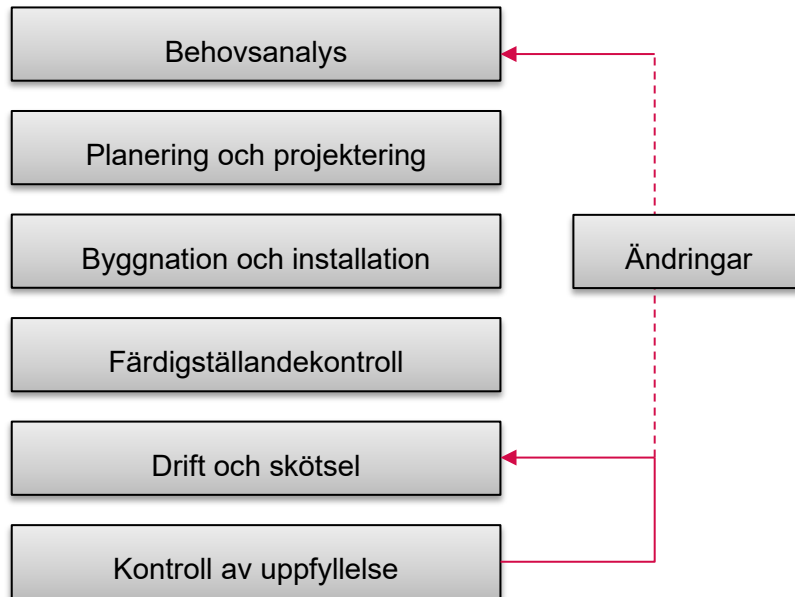 Behovsanalys
Planering och projektering
Byggnation och installation
Ändringar
Färdigställandekontroll
Drift och skötsel
Kontroll av uppfyllelse